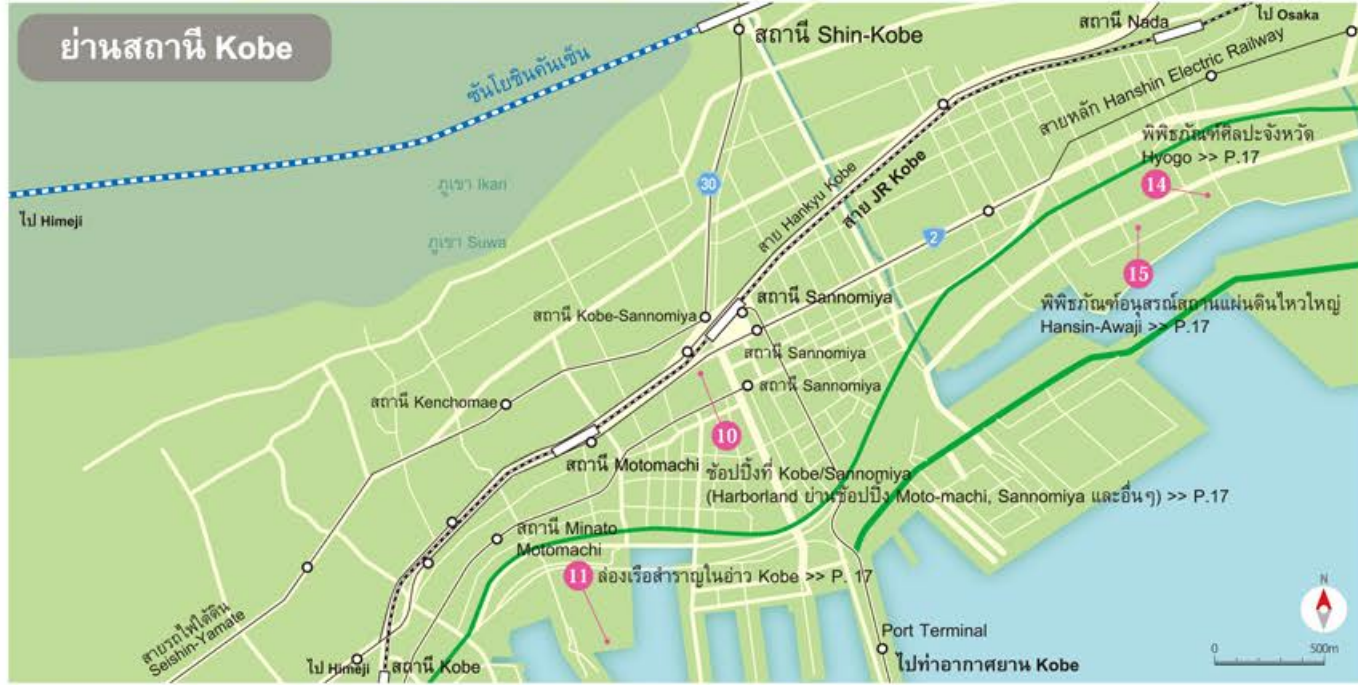 ย่านสถานี Kobe
สถานี Shin-Kobe
สถานี Nada
ไป Osaka
ซันโยชินคันเซ็น
สายหลัก Hanshin Electric Railway
พิพิธภัณฑ์ศิลปะจังหวัด
Hyogo >> P.17
14
ภูเขา Ikari
30
ไป Himeji
สาย Hankyu Kobe
สาย JR Kobe
ภูเขา Suwa
2
15
พิพิธภัณฑ์อนุสรณ์สถานแผ่นดินไหวใหญ่
Hansin-Awaji >> P.17
สถานี Sannomiya
สถานี Kobe-Sannomiya
สถานี Sannomiya
สถานี Sannomiya
สถานี Kenchomae
10
สถานี Motomachi
ช้อปปิ้งที่ Kobe/Sannomiya
(Harborland ย่านช้อปปิ้ง Moto-machi, Sannomiya และอื่นๆ) >> P.17
สถานี Minato
Motomachi
11 ล่องเรือสำราญในอ่าว Kobe >> P. 17
สายรถไฟใต้ดิน
Seishin-Yamate
ไป Himeji
สถานี Kobe
Port Terminal
ไปท่าอากาศยาน Kobe
N
0 500m